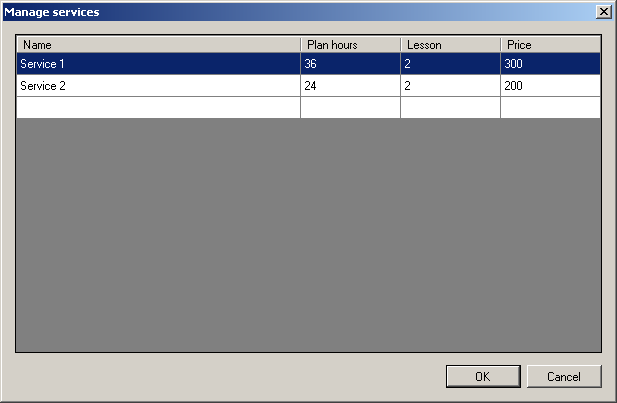 Manage services
Name Plan hours Lesson Price
Service 1 36 2 300
Service 2 24 2 200
OK Cancel